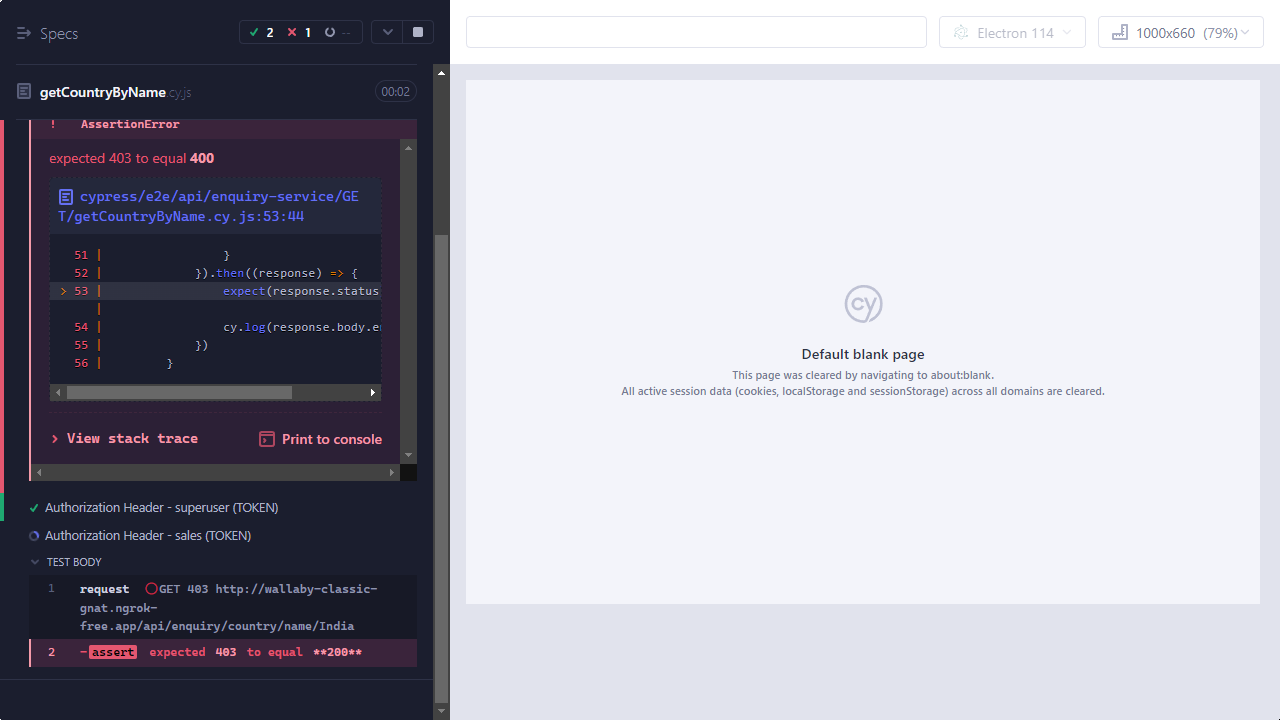 Specs
2
1
--
Electron 114
1000x660 (79%)
getCountryByName.cy.js
00:02
! AssertionError
expected 403 to equal 400
cypress/e2e/api/enquiry-service/GE
T/getCountryByName.cy.js:53:44
51 | }
52 | }).then((response) => {
> 53 | expect(response.status
|
54 | cy.log(response.body.er
55 | })
56 | }
> View stack trace
Print to console
Authorization Header - superuser (TOKEN)
Authorization Header - sales (TOKEN)
TEST BODY
1 request GET 403 http://wallaby-classic-
gnat.ngrok-
free.app/api/enquiry/country/name/India
2 -assert expected 403 to equal **200**
cy
Default blank page
This page was cleared by navigating to about:blank.
All active session data (cookies, localStorage and sessionStorage) across all domains are cleared.